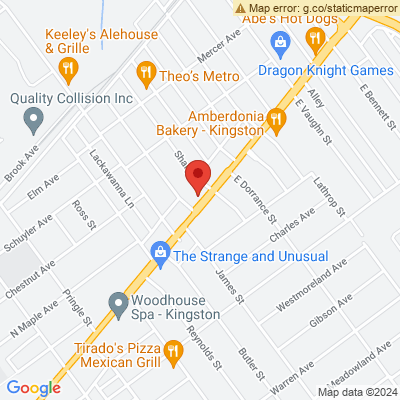 Map error: g.co/staticmaperror
Keeley's Alehouse
& Grille
Mercer Ave
Abe's Hot Dogs
Theo's Metro
Dragon Knight Games
Alley
E Bennett St
Quality Collision Inc
Amberdonia
Bakery - Kingston
E Vaughn St
Brook Ave
Elm Ave
Lackawanna Ln
Sha
Lathrop St
E Dorrance St
Ross St
Schuyler Ave
Charles Ave
Chestnut Ave
The Strange and Unusual
James St
Westmoreland Ave
Pringle St
N Maple Ave
Woodhouse
Spa - Kingston
Gibson Ave
Tirado's Pizza
Mexican Grill
Reynolds St
Butler St
Meadowland Ave
Warren Ave
Google
Map data ©2024